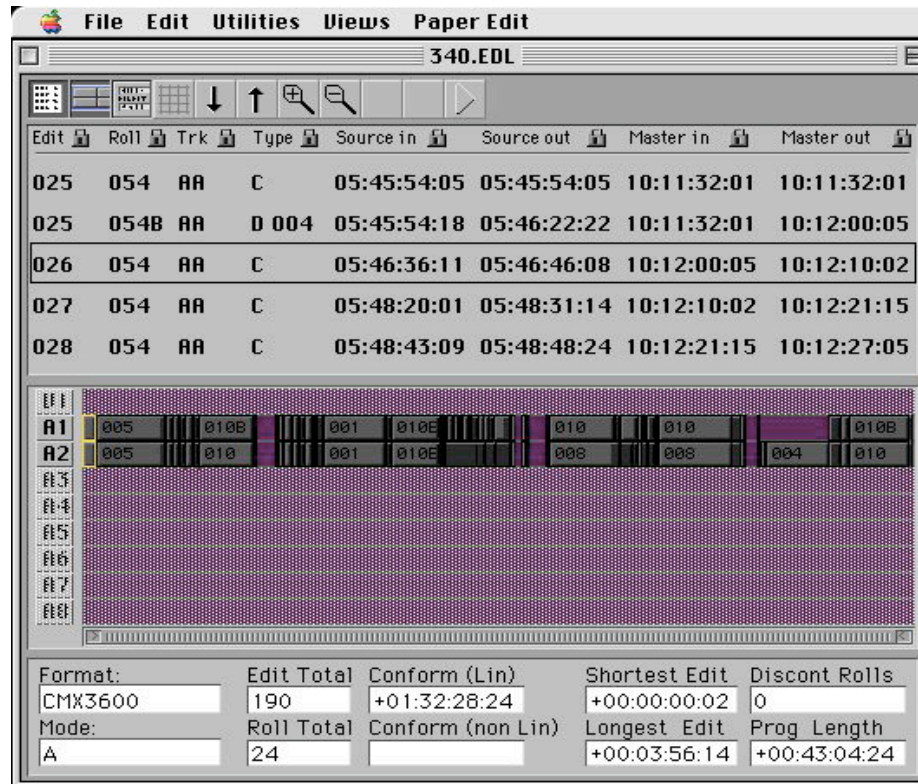 File Edit Utilities Views Paper Edit
340.EDL
Edit Roll Trk Type Source in Source out Master in Master out
025 054 AA C 05:45:54:05 05:45:54:05 10:11:32:01 10:11:32:01
025 054B AA D 004 05:45:54:18 05:46:22:22 10:11:32:01 10:12:00:05
026 054 AA C 05:46:36:11 05:46:46:08 10:12:00:05 10:12:10:02
027 054 AA C 05:48:20:01 05:48:31:14 10:12:10:02 10:12:21:15
028 054 AA C 05:48:43:09 05:48:48:24 10:12:21:15 10:12:27:05
A1 005 010B 001 010E 010 010 010B
A2 005 010 001 010E 008 008 004 010
A3
A4
A5
A6
A7
A8
Format: Edit Total Conform (Lin) Shortest Edit Discont Rolls
CMX3600 190 +01:32:28:24 +00:00:00:02 0
Mode: Roll Total Conform (non Lin) Longest Edit Prog Length
A 24 +00:03:56:14 +00:43:04:24